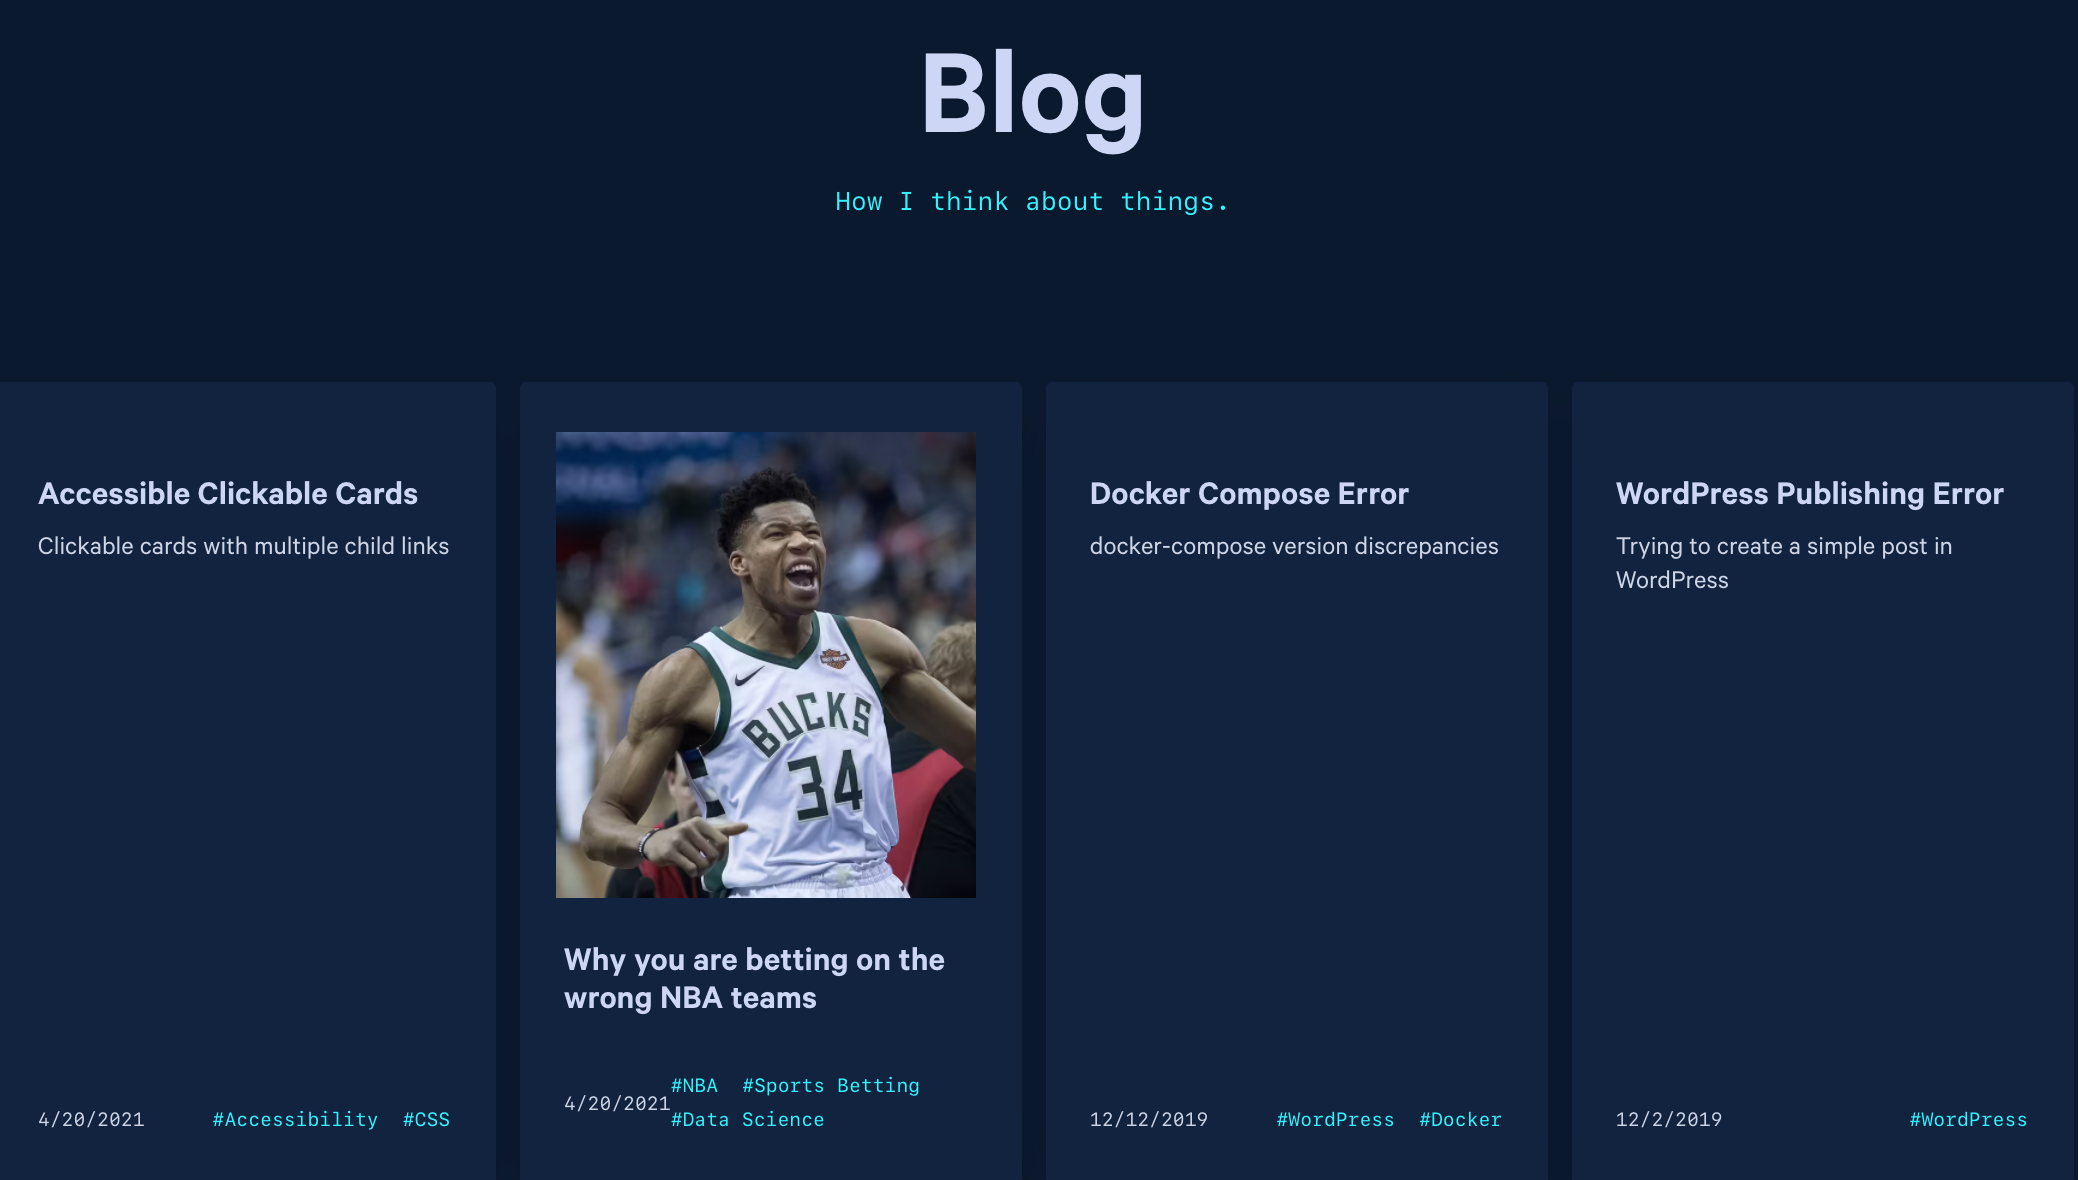 Blog
How I think about things.
Accessible Clickable Cards
Clickable cards with multiple child links
4/20/2021 #Accessibility #CSS
BUCKS
34
Why you are betting on the
wrong NBA teams
4/20/2021
#NBA #Sports Betting
#Data Science
Docker Compose Error
docker-compose version discrepancies
12/12/2019 #WordPress #Docker
WordPress Publishing Error
Trying to create a simple post in
WordPress
12/2/2019 #WordPress